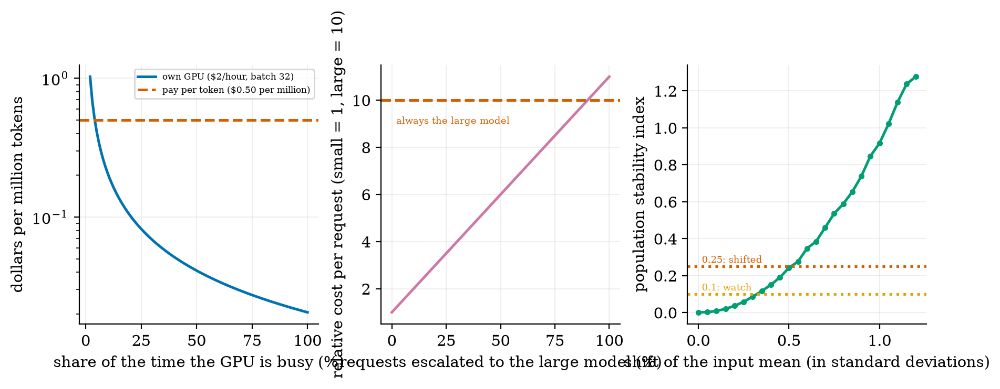 dollars per million tokens
10⁰
10⁻¹
own GPU ($2/hour, batch 32)
pay per token ($0.50 per million)
0 25 50 75 100
share of the time the GPU is busy (%)
relative cost per request (small = 1, large = 10)
10
8
6
4
2
always the large model
0 25 50 75 100
requests escalated to the large model (%)
population stability index
1.2
1.0
0.8
0.6
0.4
0.2
0.0
0.25: shifted
0.1: watch
0.0 0.5 1.0
shift of the input mean (in standard deviations)